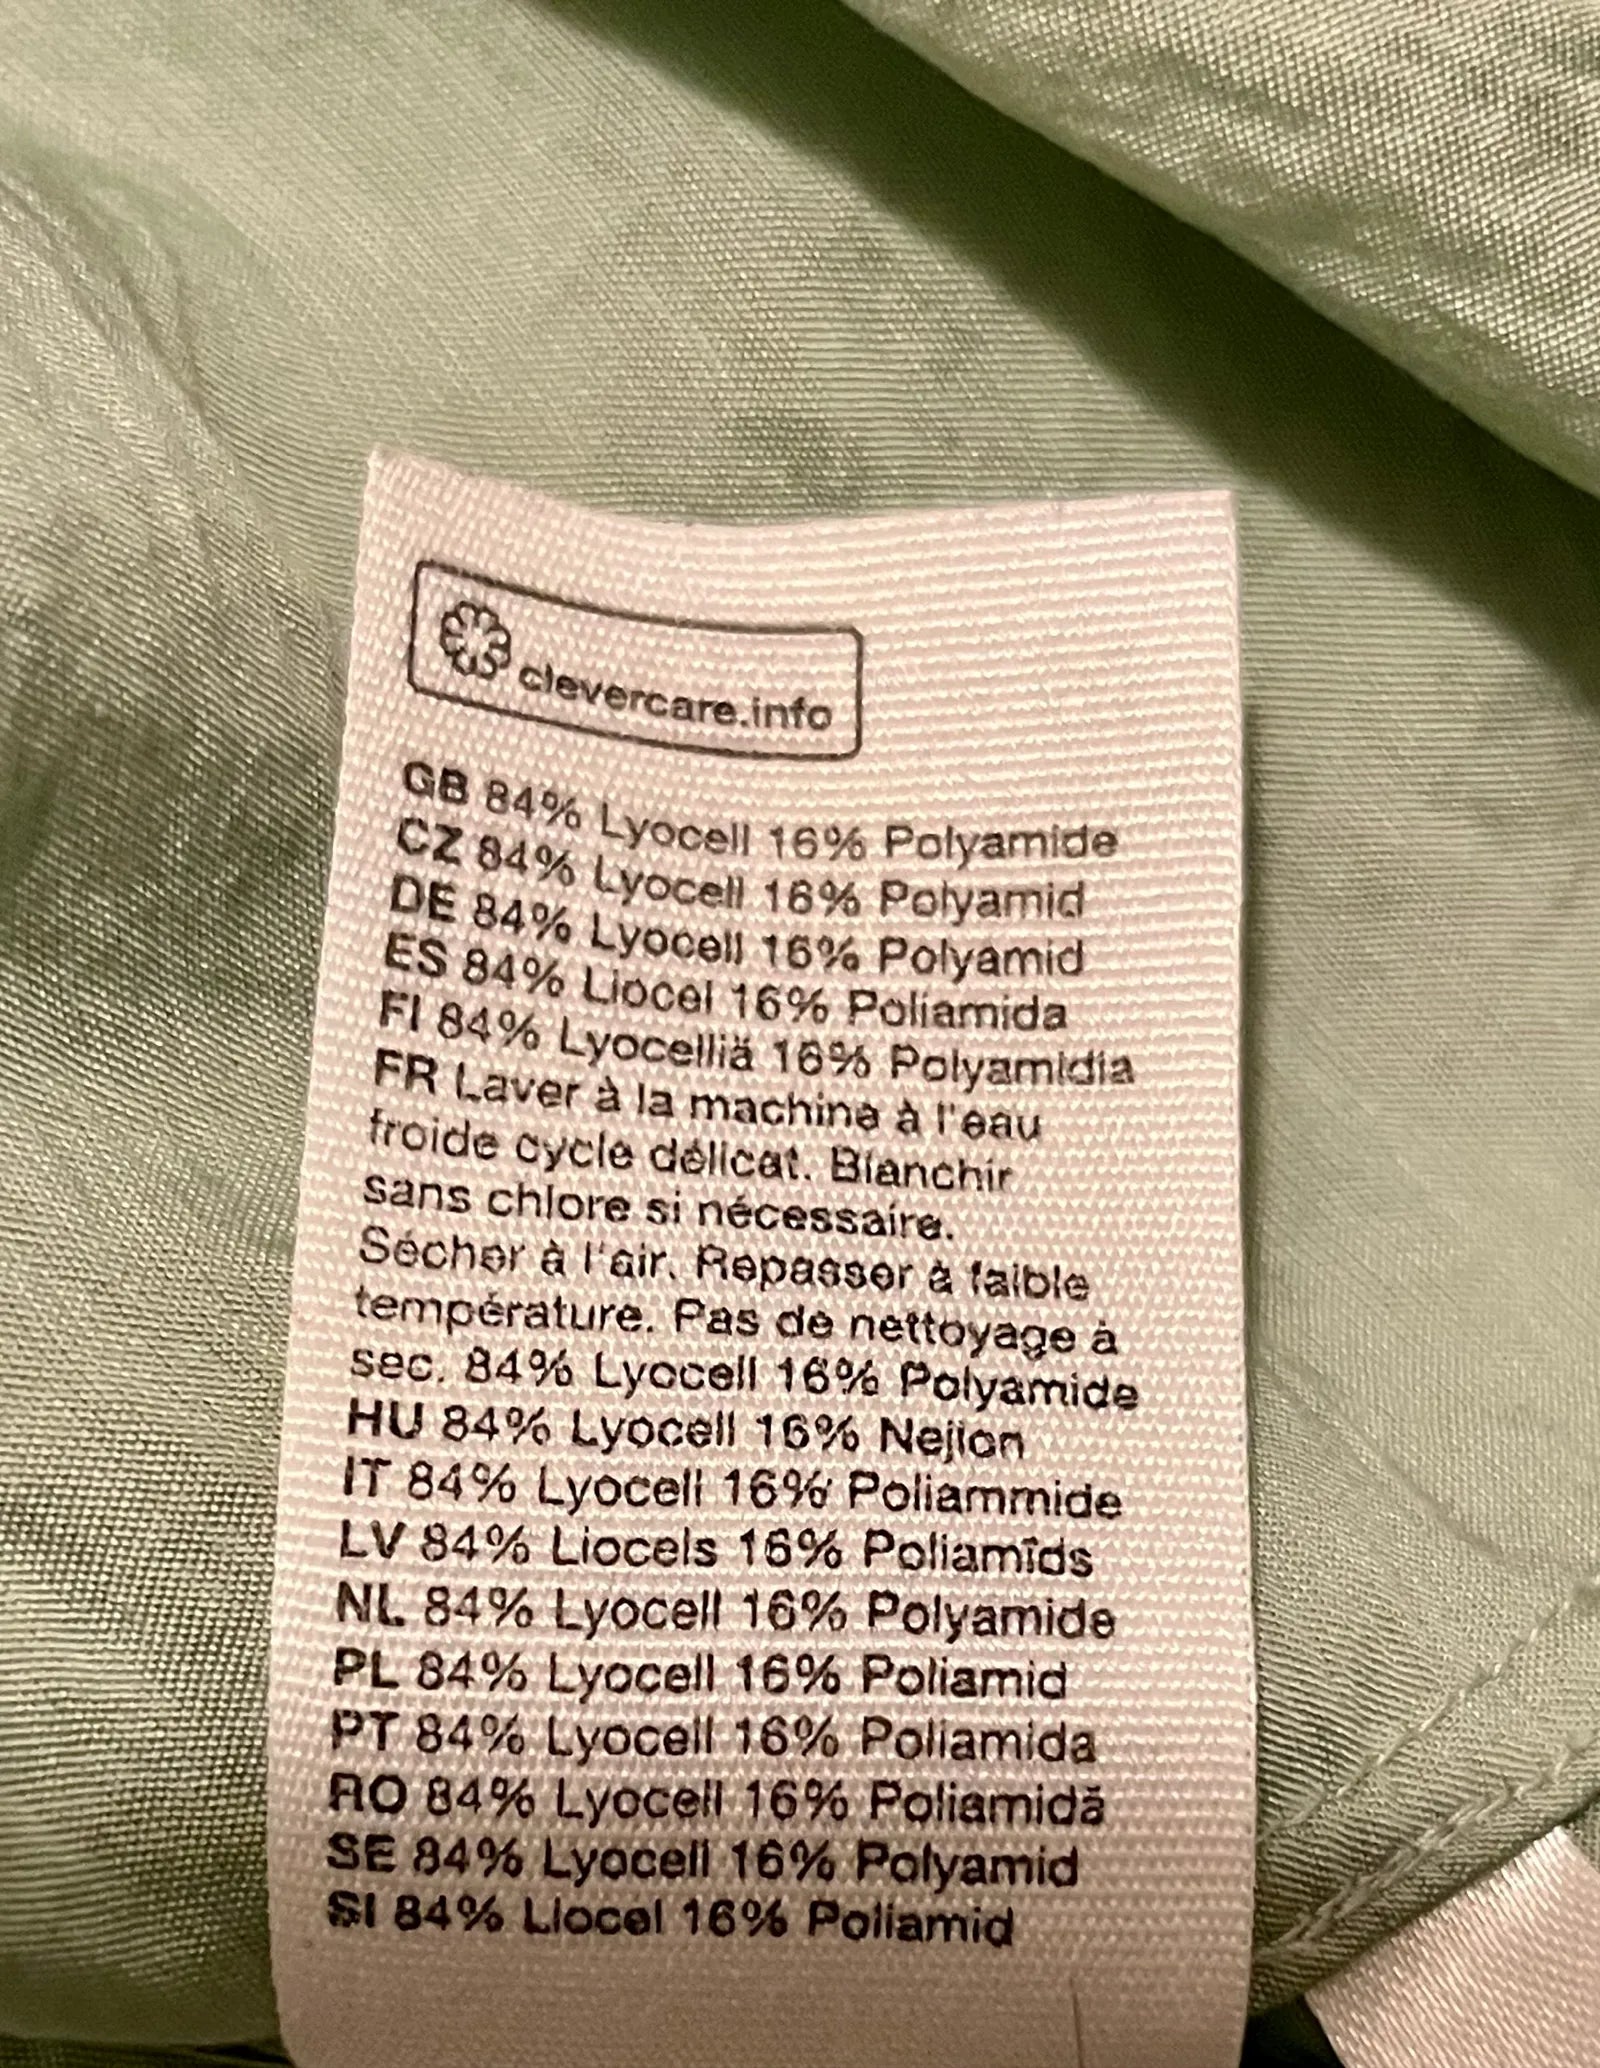 clevercare.info
GB 84% Lyocell 16% Polyamide
CZ 84% Lyocell 16% Polyamid
DE 84% Lyocell 16% Polyamid
ES 84% Liocel 16% Poliamida
FI 84% Lyocelliä 16% Polyamidia
FR Laver à la machine à l'eau
froide cycle délicat. Blanchir
sans chlore si nécessaire.
Sécher à l'air. Repasser à faible
température. Pas de nettoyage à
sec. 84% Lyocell 16% Polyamide
HU 84% Lyocell 16% Nejlon
IT 84% Lyocell 16% Poliammide
LV 84% Liocels 16% Poliamīds
NL 84% Lyocell 16% Polyamide
PL 84% Lyocell 16% Poliamid
PT 84% Lyocell 16% Poliamida
RO 84% Lyocell 16% Poliamidă
SE 84% Lyocell 16% Polyamid
SI 84% Liocel 16% Poliamid